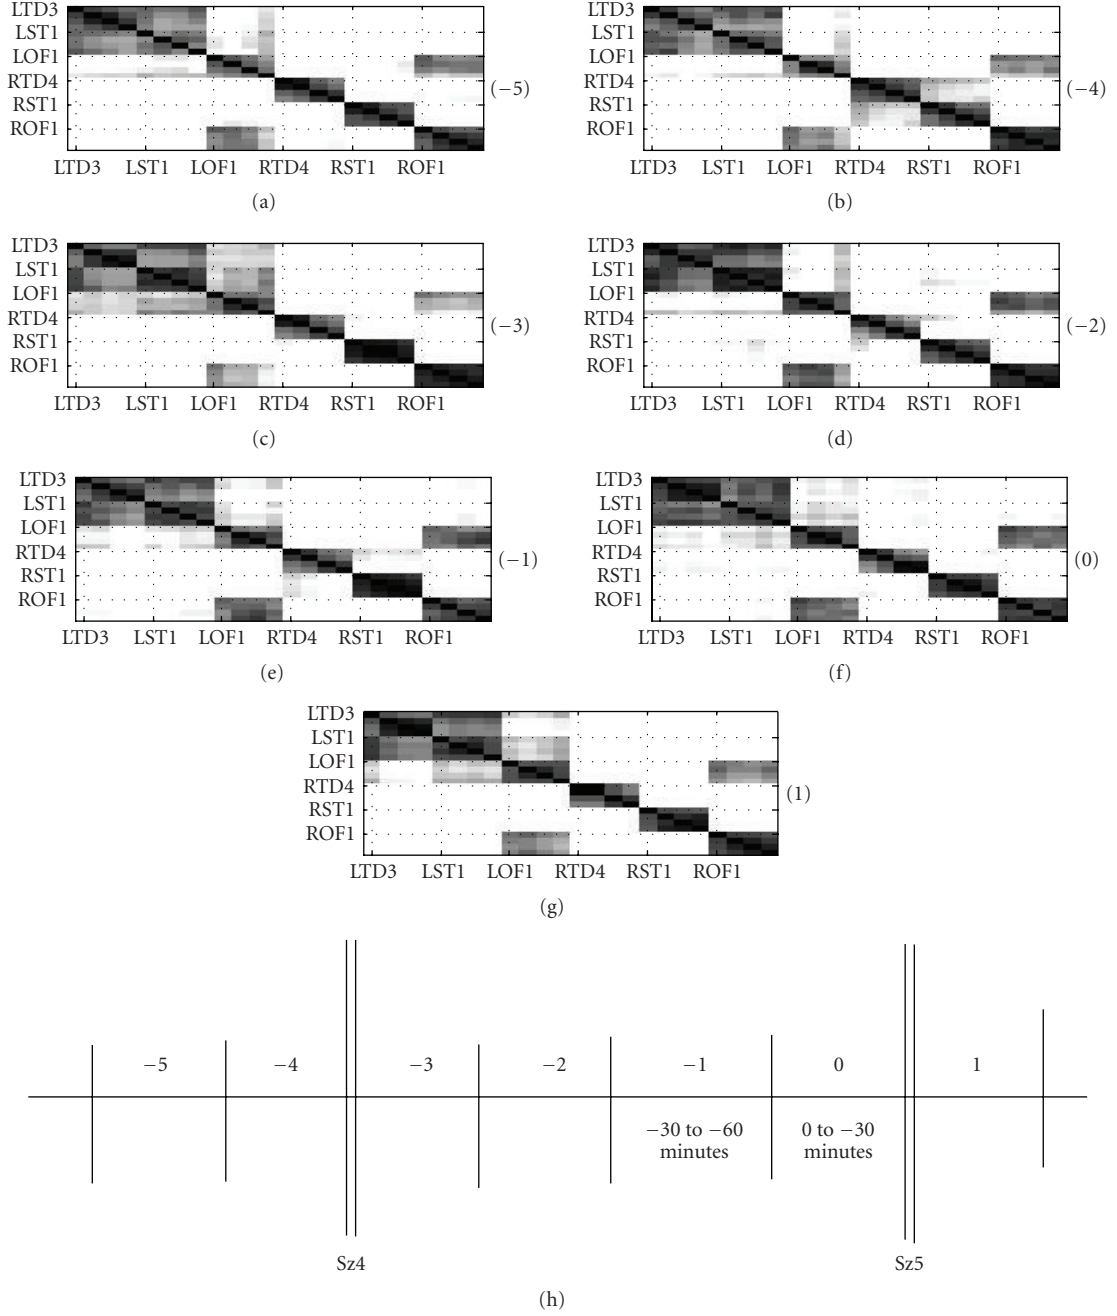 LTD3
LST1
LOF1
RTD4
RST1
ROF1
(−5)
LTD3 LST1 LOF1 RTD4 RST1 ROF1
(a)
LTD3
LST1
LOF1
RTD4
RST1
ROF1
(−4)
LTD3 LST1 LOF1 RTD4 RST1 ROF1
(b)
LTD3
LST1
LOF1
RTD4
RST1
ROF1
(−3)
LTD3 LST1 LOF1 RTD4 RST1 ROF1
(c)
LTD3
LST1
LOF1
RTD4
RST1
ROF1
(−2)
LTD3 LST1 LOF1 RTD4 RST1 ROF1
(d)
LTD3
LST1
LOF1
RTD4
RST1
ROF1
(−1)
LTD3 LST1 LOF1 RTD4 RST1 ROF1
(e)
LTD3
LST1
LOF1
RTD4
RST1
ROF1
(0)
LTD3 LST1 LOF1 RTD4 RST1 ROF1
(f)
LTD3
LST1
LOF1
RTD4
RST1
ROF1
(1)
LTD3 LST1 LOF1 RTD4 RST1 ROF1
(g)
−5 −4 −3 −2 −1 0 1
−30 to −60
minutes
0 to −30
minutes
Sz4 Sz5
(h)